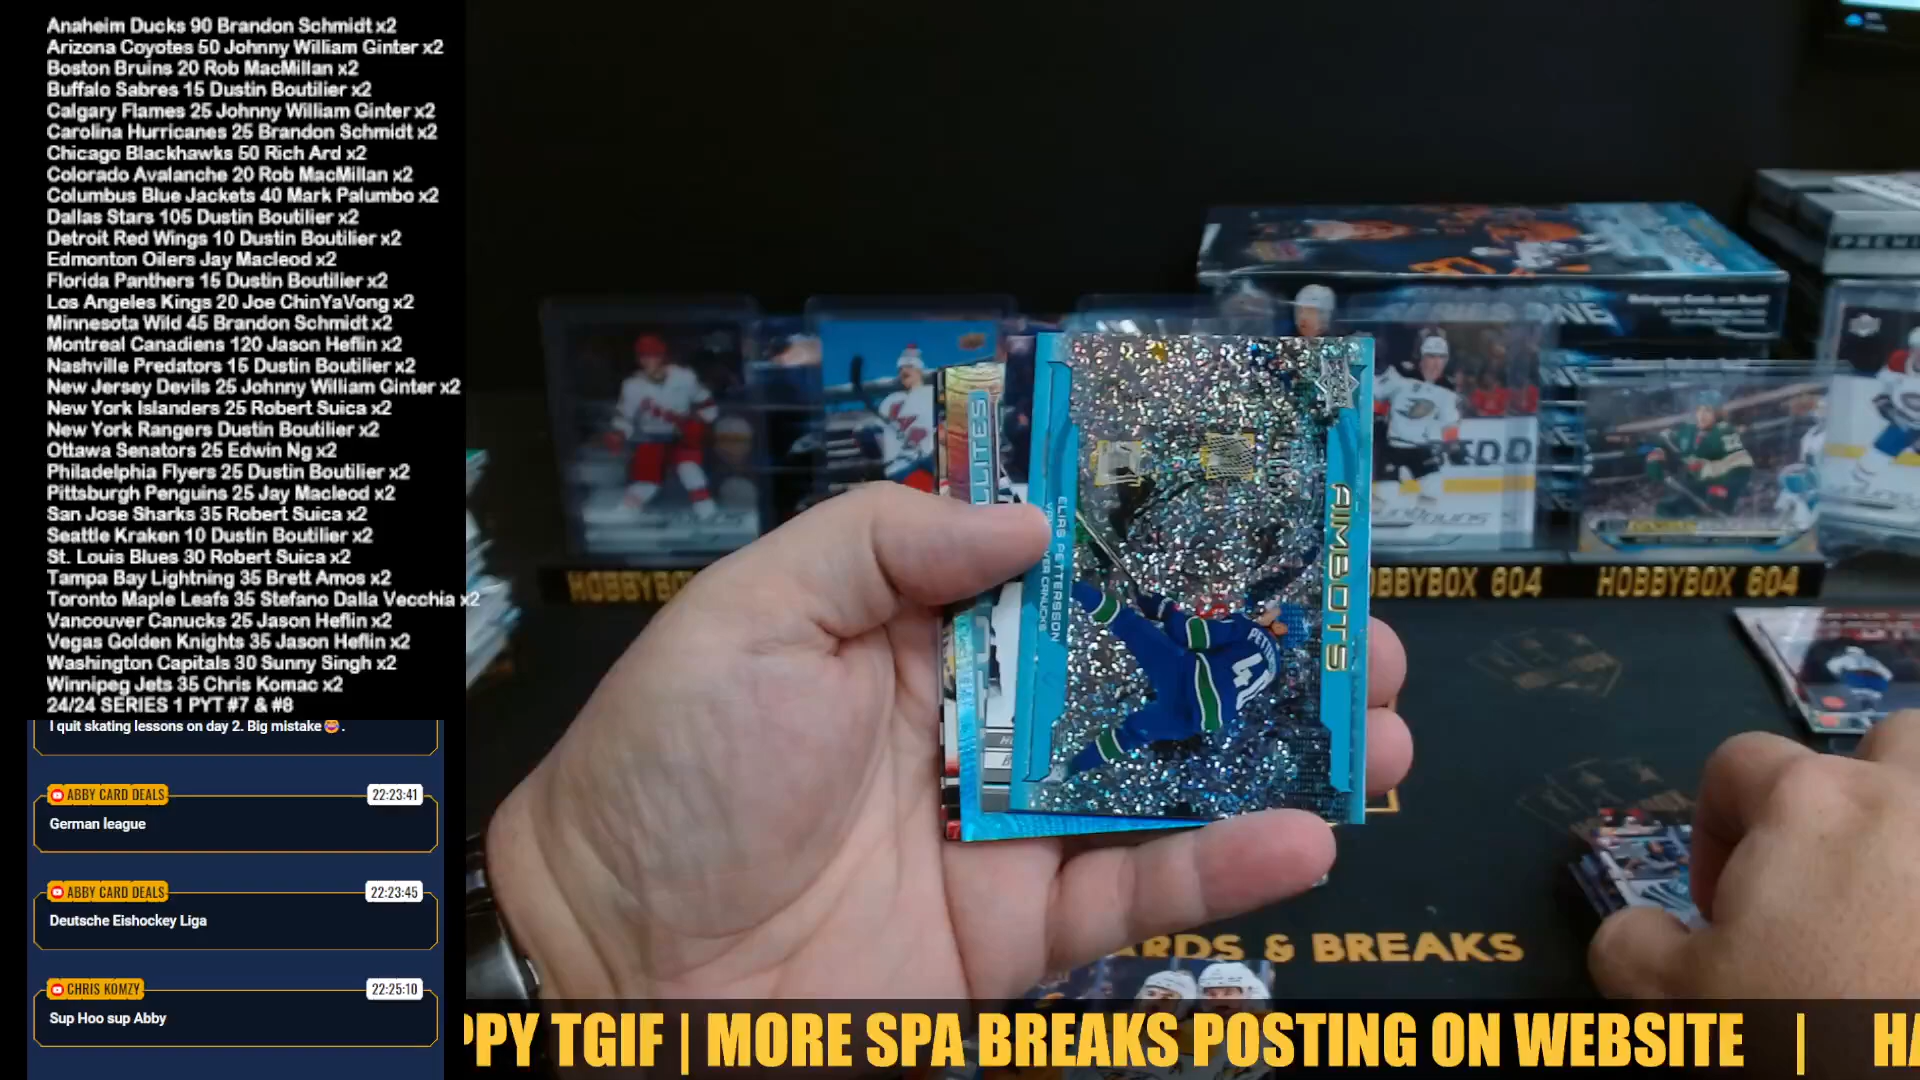 Anaheim Ducks 90 Brandon Schmidt x2
Arizona Coyotes 50 Johnny William Ginter x2
Boston Bruins 20 Rob MacMillan x2
Buffalo Sabres 15 Dustin Boutilier x2
Calgary Flames 25 Johnny William Ginter x2
Carolina Hurricanes 25 Brandon Schmidt x2
Chicago Blackhawks 50 Rich Ard x2
Colorado Avalanche 20 Rob MacMillan x2
Columbus Blue Jackets 40 Mark Palumbo x2
Dallas Stars 105 Dustin Boutilier x2
Detroit Red Wings 10 Dustin Boutilier x2
Edmonton Oilers Jay Macleod x2
Florida Panthers 15 Dustin Boutilier x2
Los Angeles Kings 20 Joe ChinYaVong x2
Minnesota Wild 45 Brandon Schmidt x2
Montreal Canadiens 120 Jason Heflin x2
Nashville Predators 15 Dustin Boutilier x2
New Jersey Devils 25 Johnny William Ginter x2
New York Islanders 25 Robert Suica x2
New York Rangers Dustin Boutilier x2
Ottawa Senators 25 Edwin Ng x2
Philadelphia Flyers 25 Dustin Boutilier x2
Pittsburgh Penguins 25 Jay Macleod x2
San Jose Sharks 35 Robert Suica x2
Seattle Kraken 10 Dustin Boutilier x2
St. Louis Blues 30 Robert Suica x2
Tampa Bay Lightning 35 Brett Amos x2
Toronto Maple Leafs 35 Stefano Dalla Vecchia x2
Vancouver Canucks 25 Jason Heflin x2
Vegas Golden Knights 35 Jason Heflin x2
Washington Capitals 30 Sunny Singh x2
Winnipeg Jets 35 Chris Komac x2
24/24 SERIES 1 PYT #7 & #8
I quit skating lessons on day 2. Big mistake😂.
ABBY CARD DEALS 22:23:41
German league
ABBY CARD DEALS 22:23:45
Deutsche Eishockey Liga
CHRIS KOMZY 22:25:10
Sup Hoo sup Abby
AIMBOTS
ELIAS PETTERSSON
CANUCKS
40
HOBBYBO
BBYBOX 604
HOBBYBOX 604
ARDS & BREAKS
PPY TGIF | MORE SPA BREAKS POSTING ON WEBSITE | HA